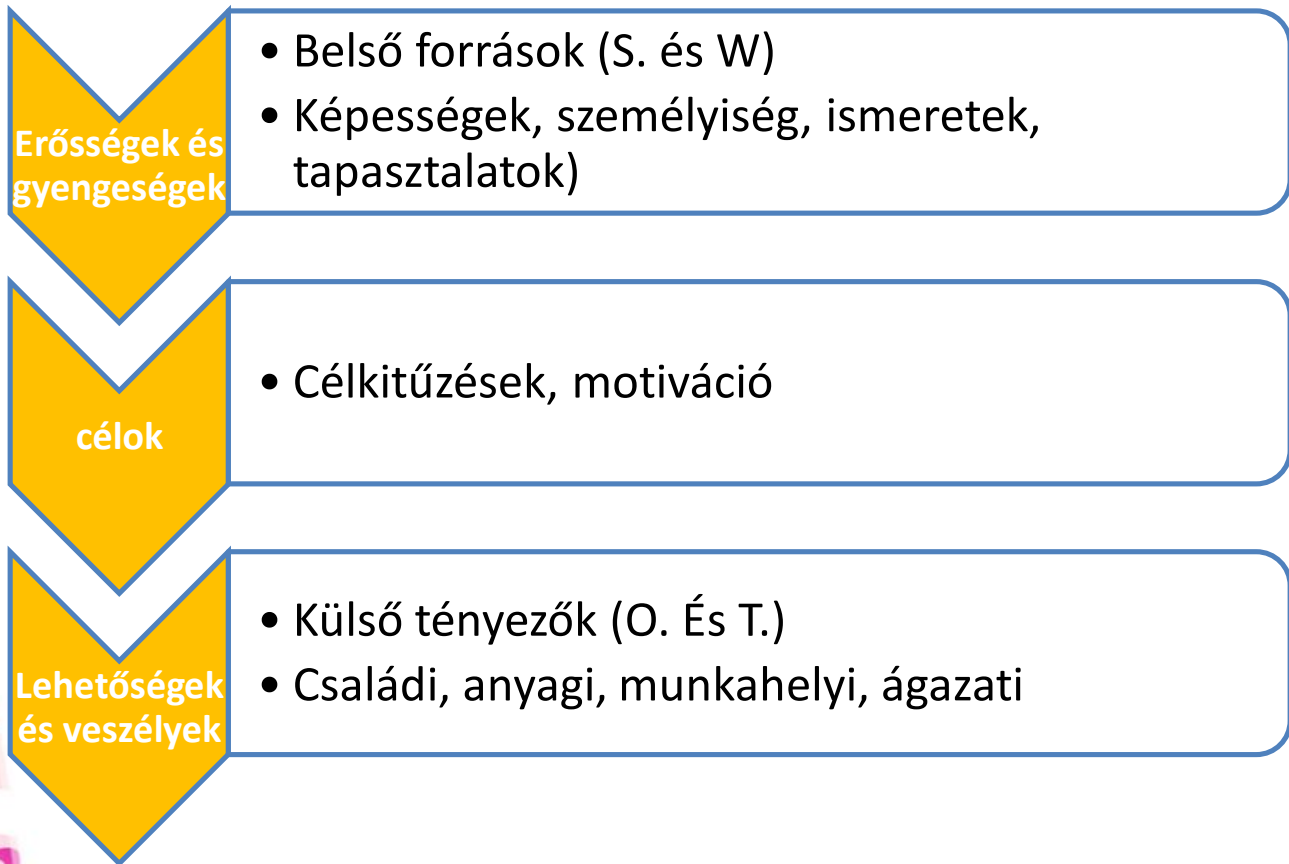 Erősségek és
gyengeségek
• Belső források (S. és W)
• Képességek, személyiség, ismeretek,
tapasztalatok)
célok
• Célkitűzések, motiváció
Lehetőségek
és veszélyek
• Külső tényezők (O. És T.)
• Családi, anyagi, munkahelyi, ágazati